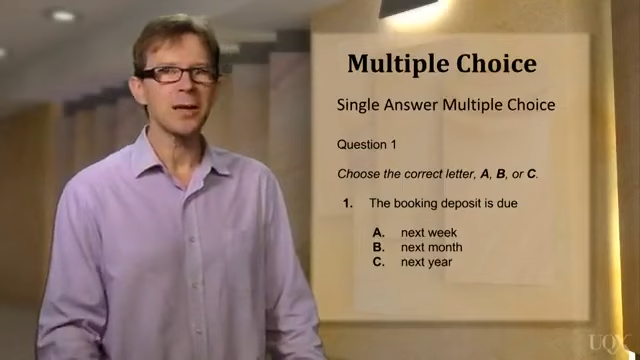 Multiple Choice
Single Answer Multiple Choice
Question 1
Choose the correct letter, A, B, or C.
1. The booking deposit is due
A. next week
B. next month
C. next year
UQx